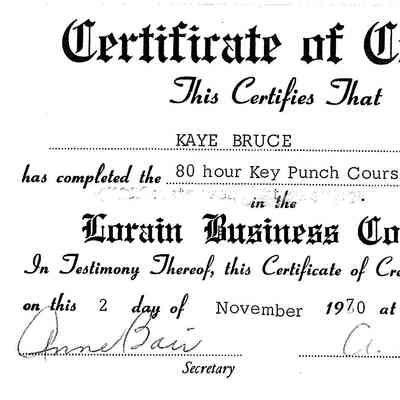 Certificate of C
This Certifies That
KAYE BRUCE
has completed the 80 hour Key Punch Cours
in the
Lorain Business Co
In Testimony Thereof, this Certificate of Cre
on this 2 day of November 1970 at
Anne Bair a.
Secretary